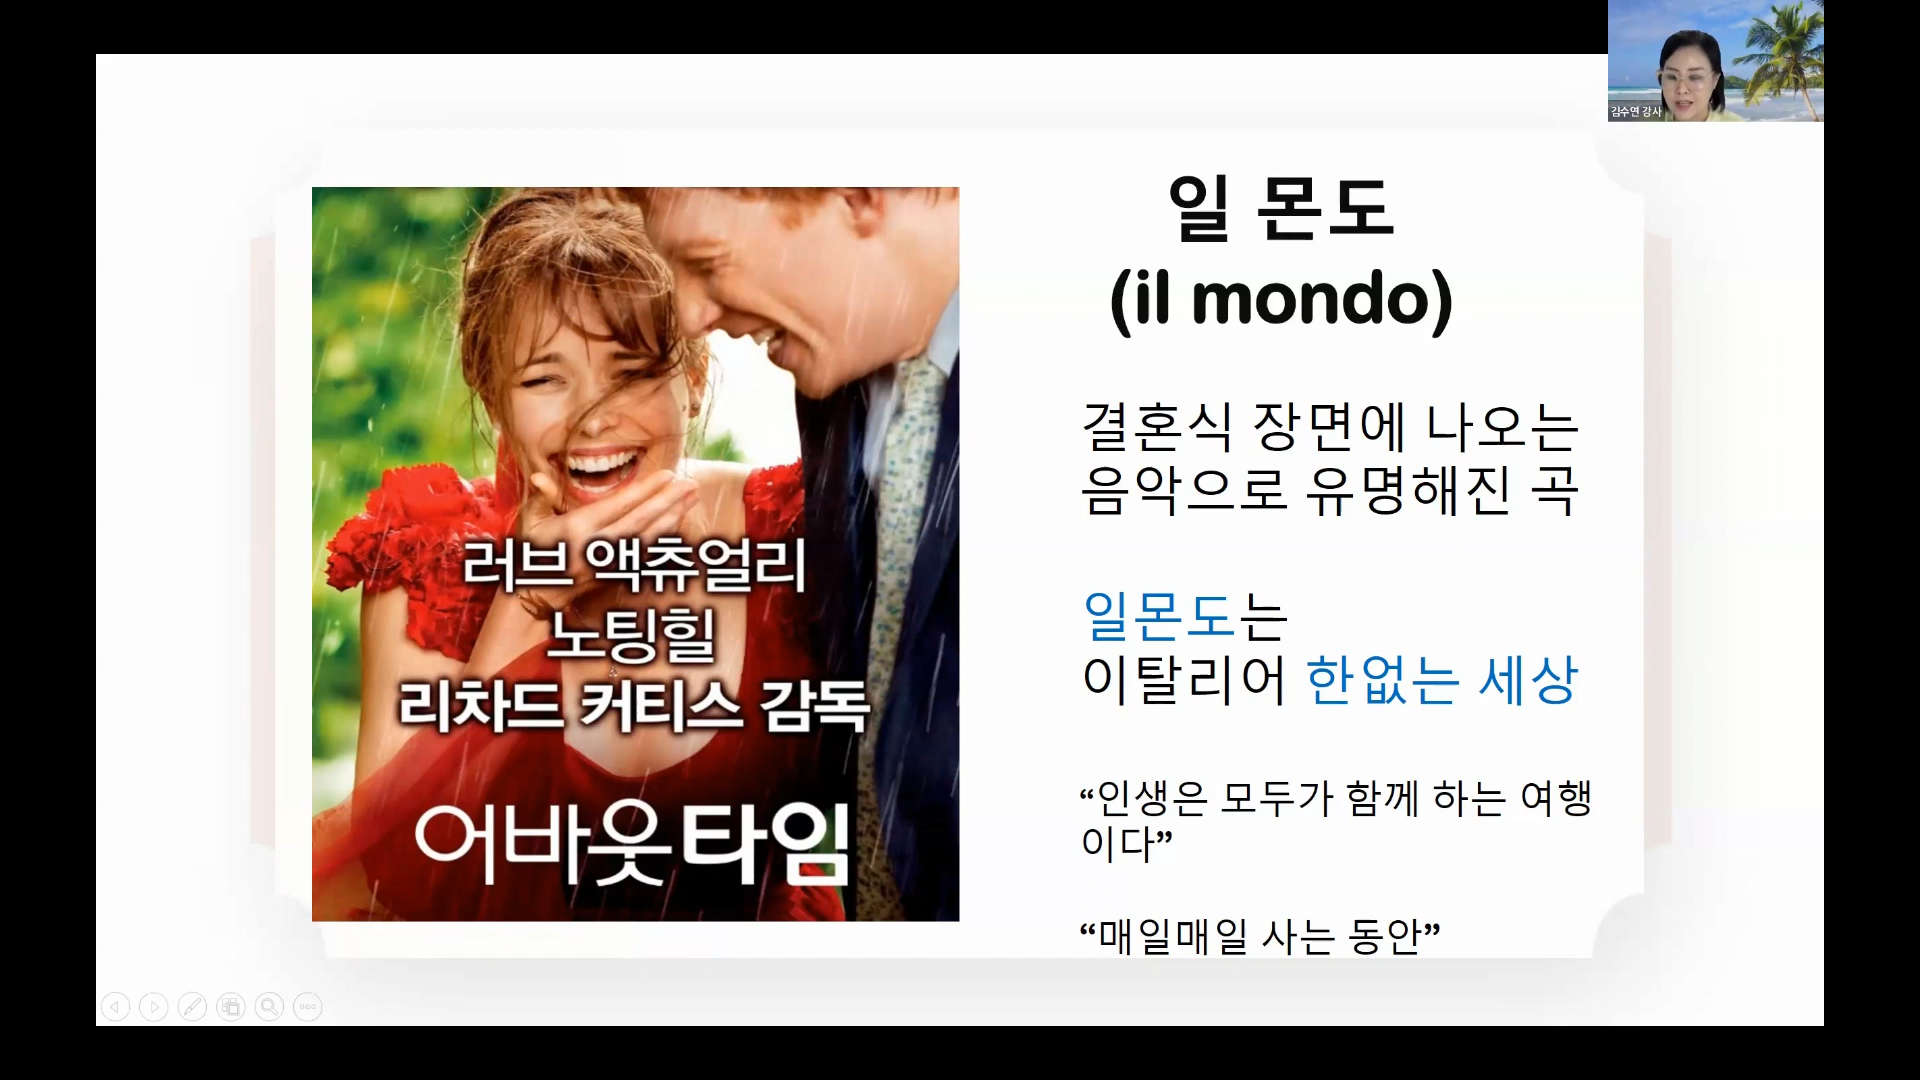 김수연 강사
일 몬도
(il mondo)
결혼식 장면에 나오는
음악으로 유명해진 곡
일몬도는
이탈리어 한없는 세상
“인생은 모두가 함께 하는 여행
이다”
“매일매일 사는 동안”
러브 액츄얼리
노팅힐
리차드 커티스 감독
어바웃타임